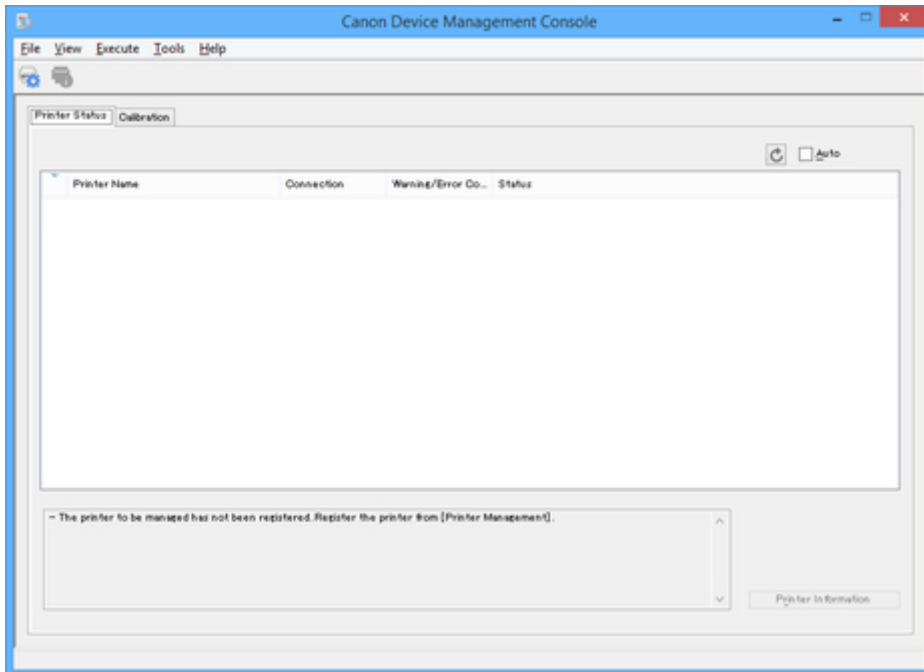 Canon Device Management Console
File View Execute Tools Help
Printer Status Calibration
Auto
Printer Name Connection Warning/Error Co... Status
- The printer to be managed has not been registered.Register the printer from [Printer Management].
Printer Information